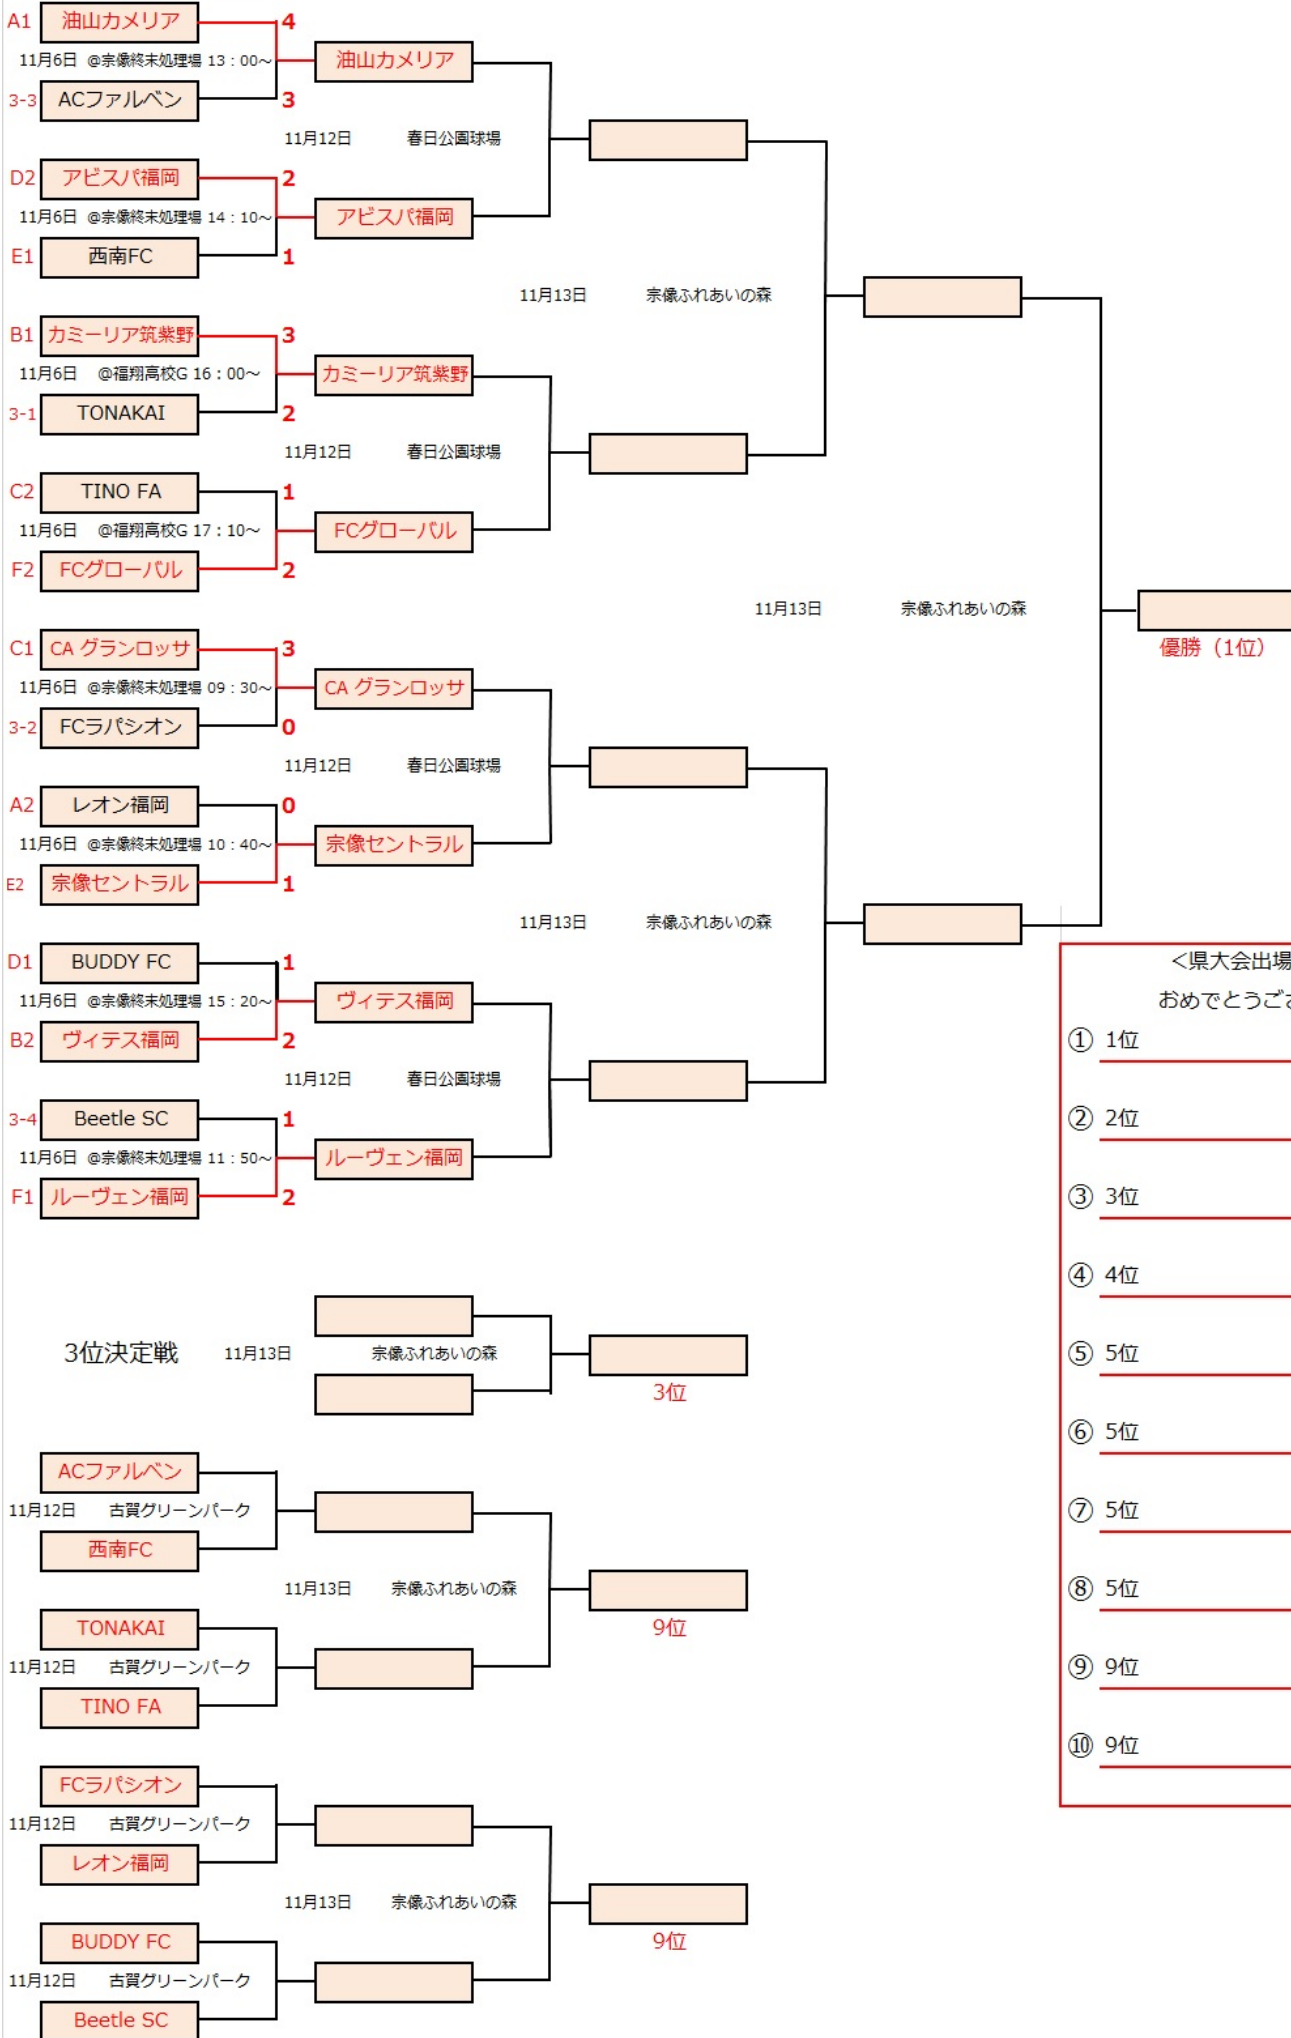 A1 油山カメリア 4
11月6日 @宗像終末処理場 13：00～ 油山カメリア
3-3 ACファルベン 3
11月12日 春日公園球場
D2 アビスパ福岡 2
11月6日 @宗像終末処理場 14：10～ アビスパ福岡
E1 西南FC 1
11月13日 宗像ふれあいの森
B1 カミーリア筑紫野 3
11月6日 @福翔高校G 16：00～ カミーリア筑紫野
3-1 TONAKAI 2
11月12日 春日公園球場
C2 TINO FA 1
11月6日 @福翔高校G 17：10～ FCグローバル
F2 FCグローバル 2
11月13日 宗像ふれあいの森
優勝（1位）
C1 CA グランロッサ 3
11月6日 @宗像終末処理場 09：30～ CA グランロッサ
3-2 FCラパシオン 0
11月12日 春日公園球場
A2 レオン福岡 0
11月6日 @宗像終末処理場 10：40～ 宗像セントラル
E2 宗像セントラル 1
11月13日 宗像ふれあいの森
D1 BUDDY FC 1
11月6日 @宗像終末処理場 15：20～ ヴィテス福岡
B2 ヴィテス福岡 2
11月12日 春日公園球場
3-4 Beetle SC 1
11月6日 @宗像終末処理場 11：50～ ルーヴェン福岡
F1 ルーヴェン福岡 2
3位決定戦 11月13日 宗像ふれあいの森
3位
ACファルベン
11月12日 古賀グリーンパーク
西南FC
11月13日 宗像ふれあいの森
9位
TONAKAI
11月12日 古賀グリーンパーク
TINO FA
FCラパシオン
11月12日 古賀グリーンパーク
レオン福岡
11月13日 宗像ふれあいの森
9位
BUDDY FC
11月12日 古賀グリーンパーク
Beetle SC
＜県大会出場
おめでとうござ
① 1位
② 2位
③ 3位
④ 4位
⑤ 5位
⑥ 5位
⑦ 5位
⑧ 5位
⑨ 9位
⑩ 9位